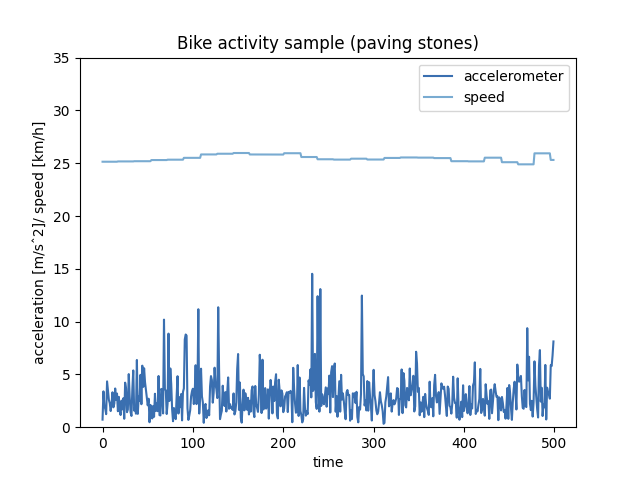 Bike activity sample (paving stones)
accelerometer
speed
35
30
25
20
15
10
5
0
acceleration [m/sˆ2]/ speed [km/h]
0 100 200 300 400 500
time